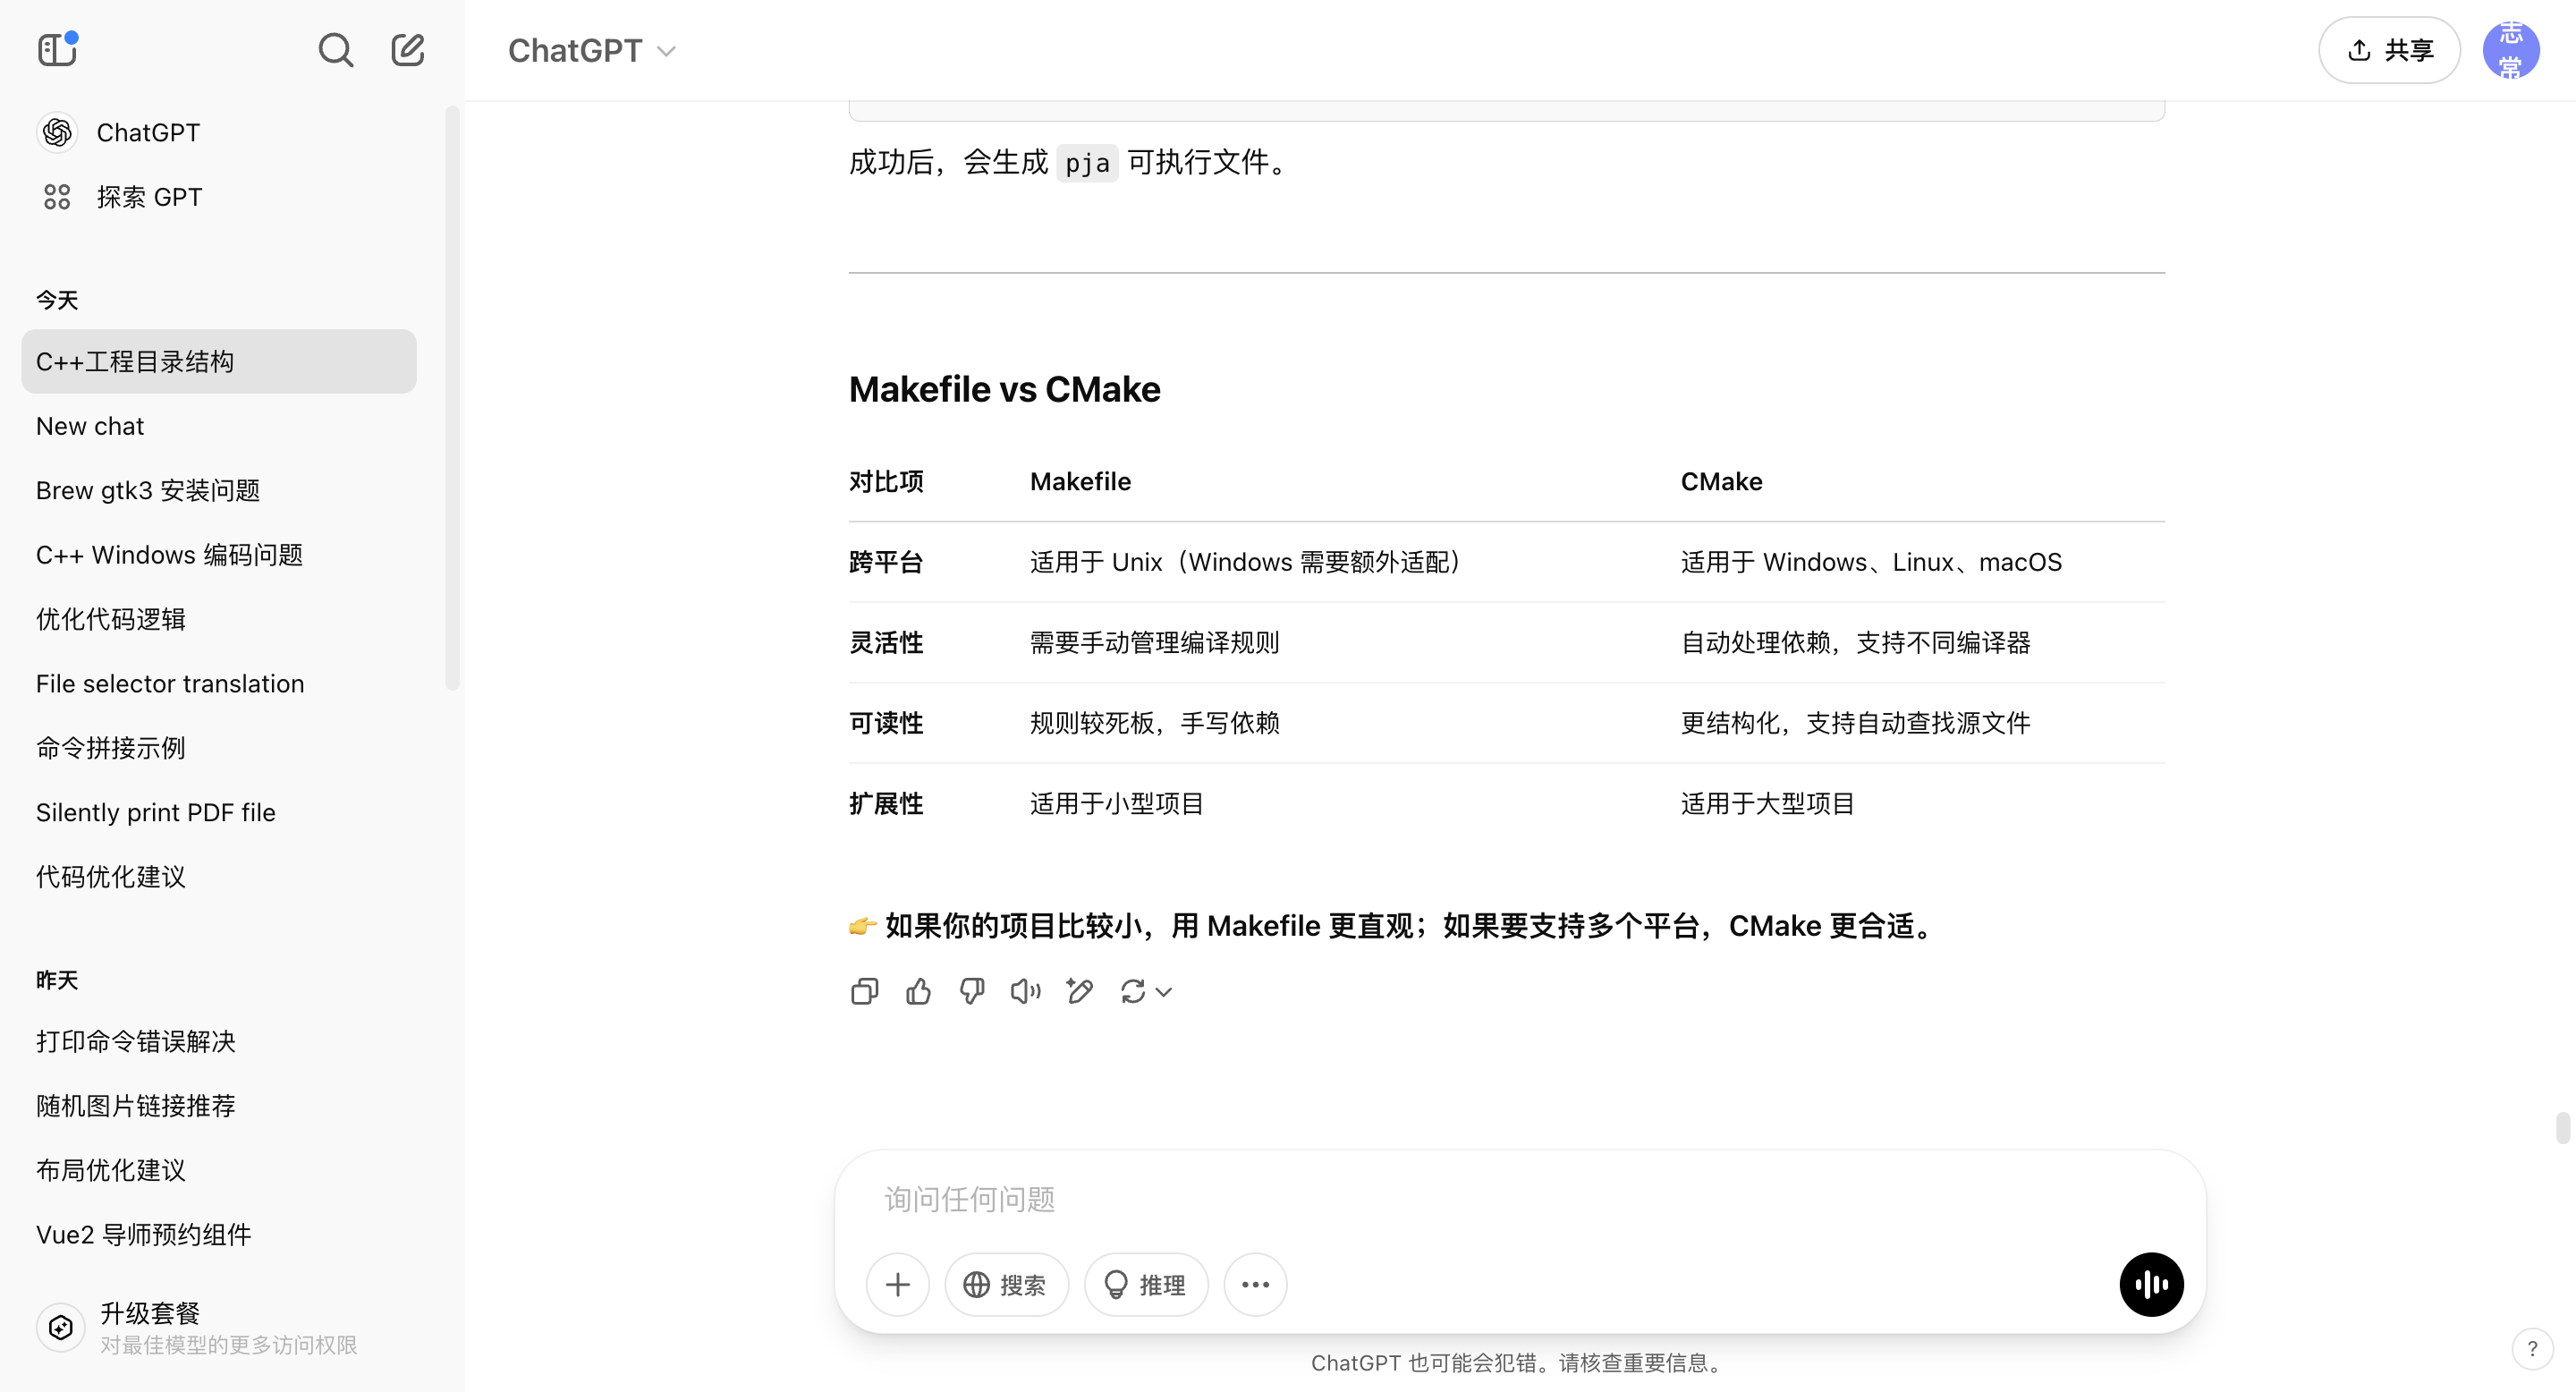 ChatGPT
探索 GPT
今天
C++工程目录结构
New chat
Brew gtk3 安装问题
C++ Windows 编码问题
优化代码逻辑
File selector translation
命令拼接示例
Silently print PDF file
代码优化建议
昨天
打印命令错误解决
随机图片链接推荐
布局优化建议
Vue2 导师预约组件
升级套餐
对最佳模型的更多访问权限
ChatGPT
共享
志
常
成功后，会生成 pja 可执行文件。
Makefile vs CMake
对比项 Makefile CMake
跨平台 适用于 Unix（Windows 需要额外适配） 适用于 Windows、Linux、macOS
灵活性 需要手动管理编译规则 自动处理依赖，支持不同编译器
可读性 规则较死板，手写依赖 更结构化，支持自动查找源文件
扩展性 适用于小型项目 适用于大型项目
👉 如果你的项目比较小，用 Makefile 更直观；如果要支持多个平台，CMake 更合适。
询问任何问题
搜索 推理
ChatGPT 也可能会犯错。请核查重要信息。
?